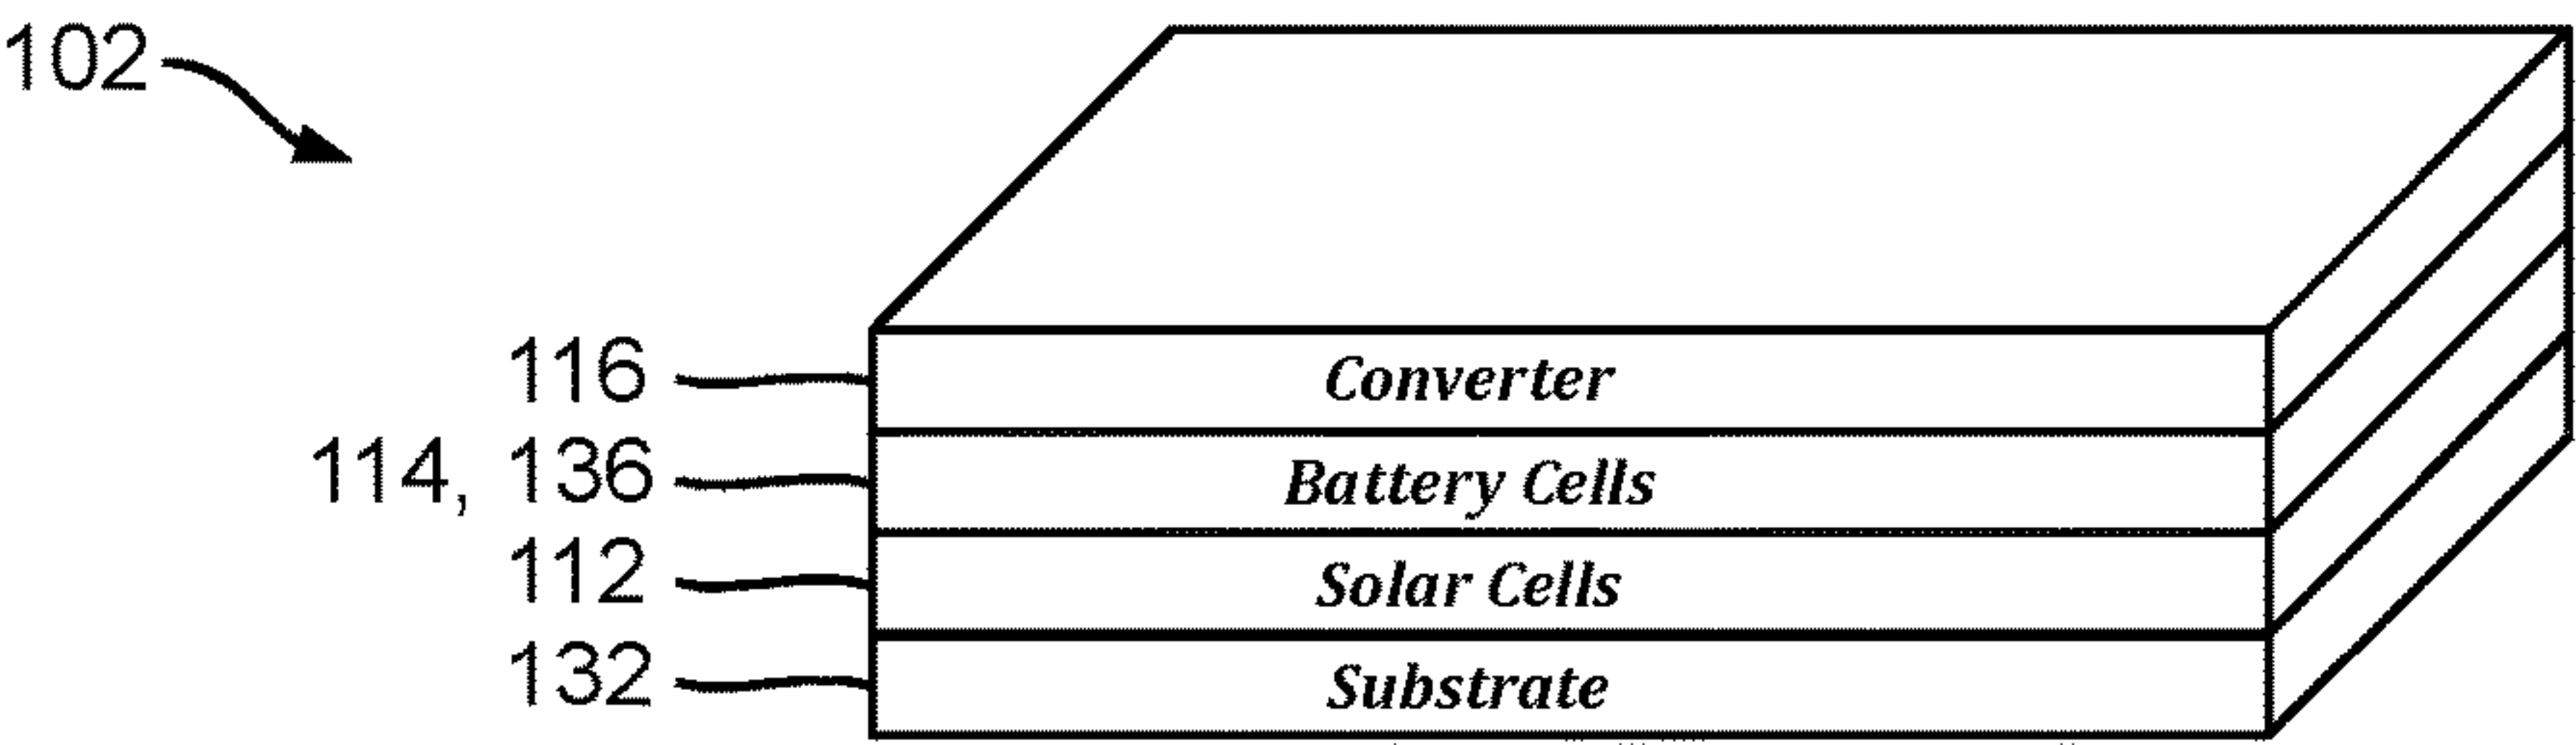 102
116 Converter
114, 136 Battery Cells
112 Solar Cells
132 Substrate